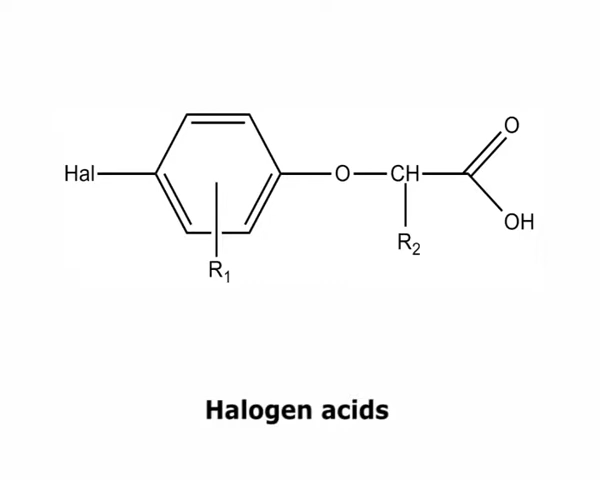 O
Hal
O
CH
OH
R₂
R₁
Halogen acids